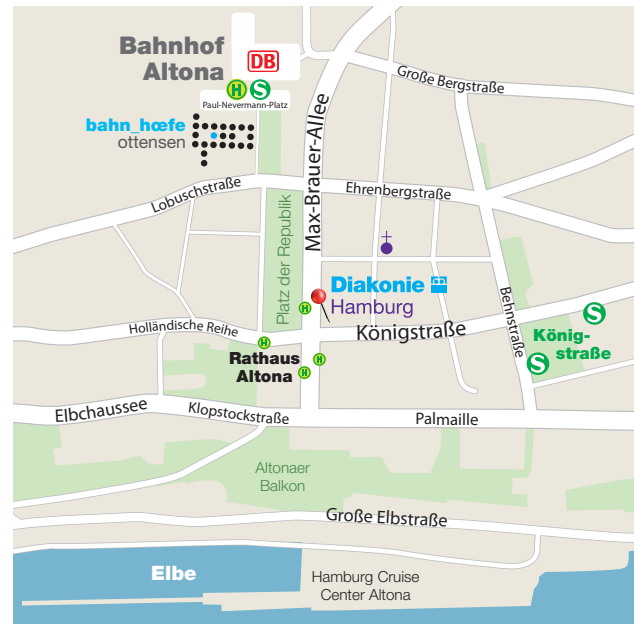 Bahnhof
Altona
DB
H
S
Paul-Nevermann-Platz
Große Bergstraße
bahn_hœfe
ottensen
Max-Brauer-Allee
Lobuschstraße
Ehrenbergstraße
Platz der Republik
Diakonie
Hamburg
H
Behnstraße
Königstraße
S
König-
straße
S
Holländische Reihe
H
Rathaus
Altona
H
H
Elbchaussee
Klopstockstraße
Palmaille
Altonaer
Balkon
Große Elbstraße
Elbe
Hamburg Cruise
Center Altona